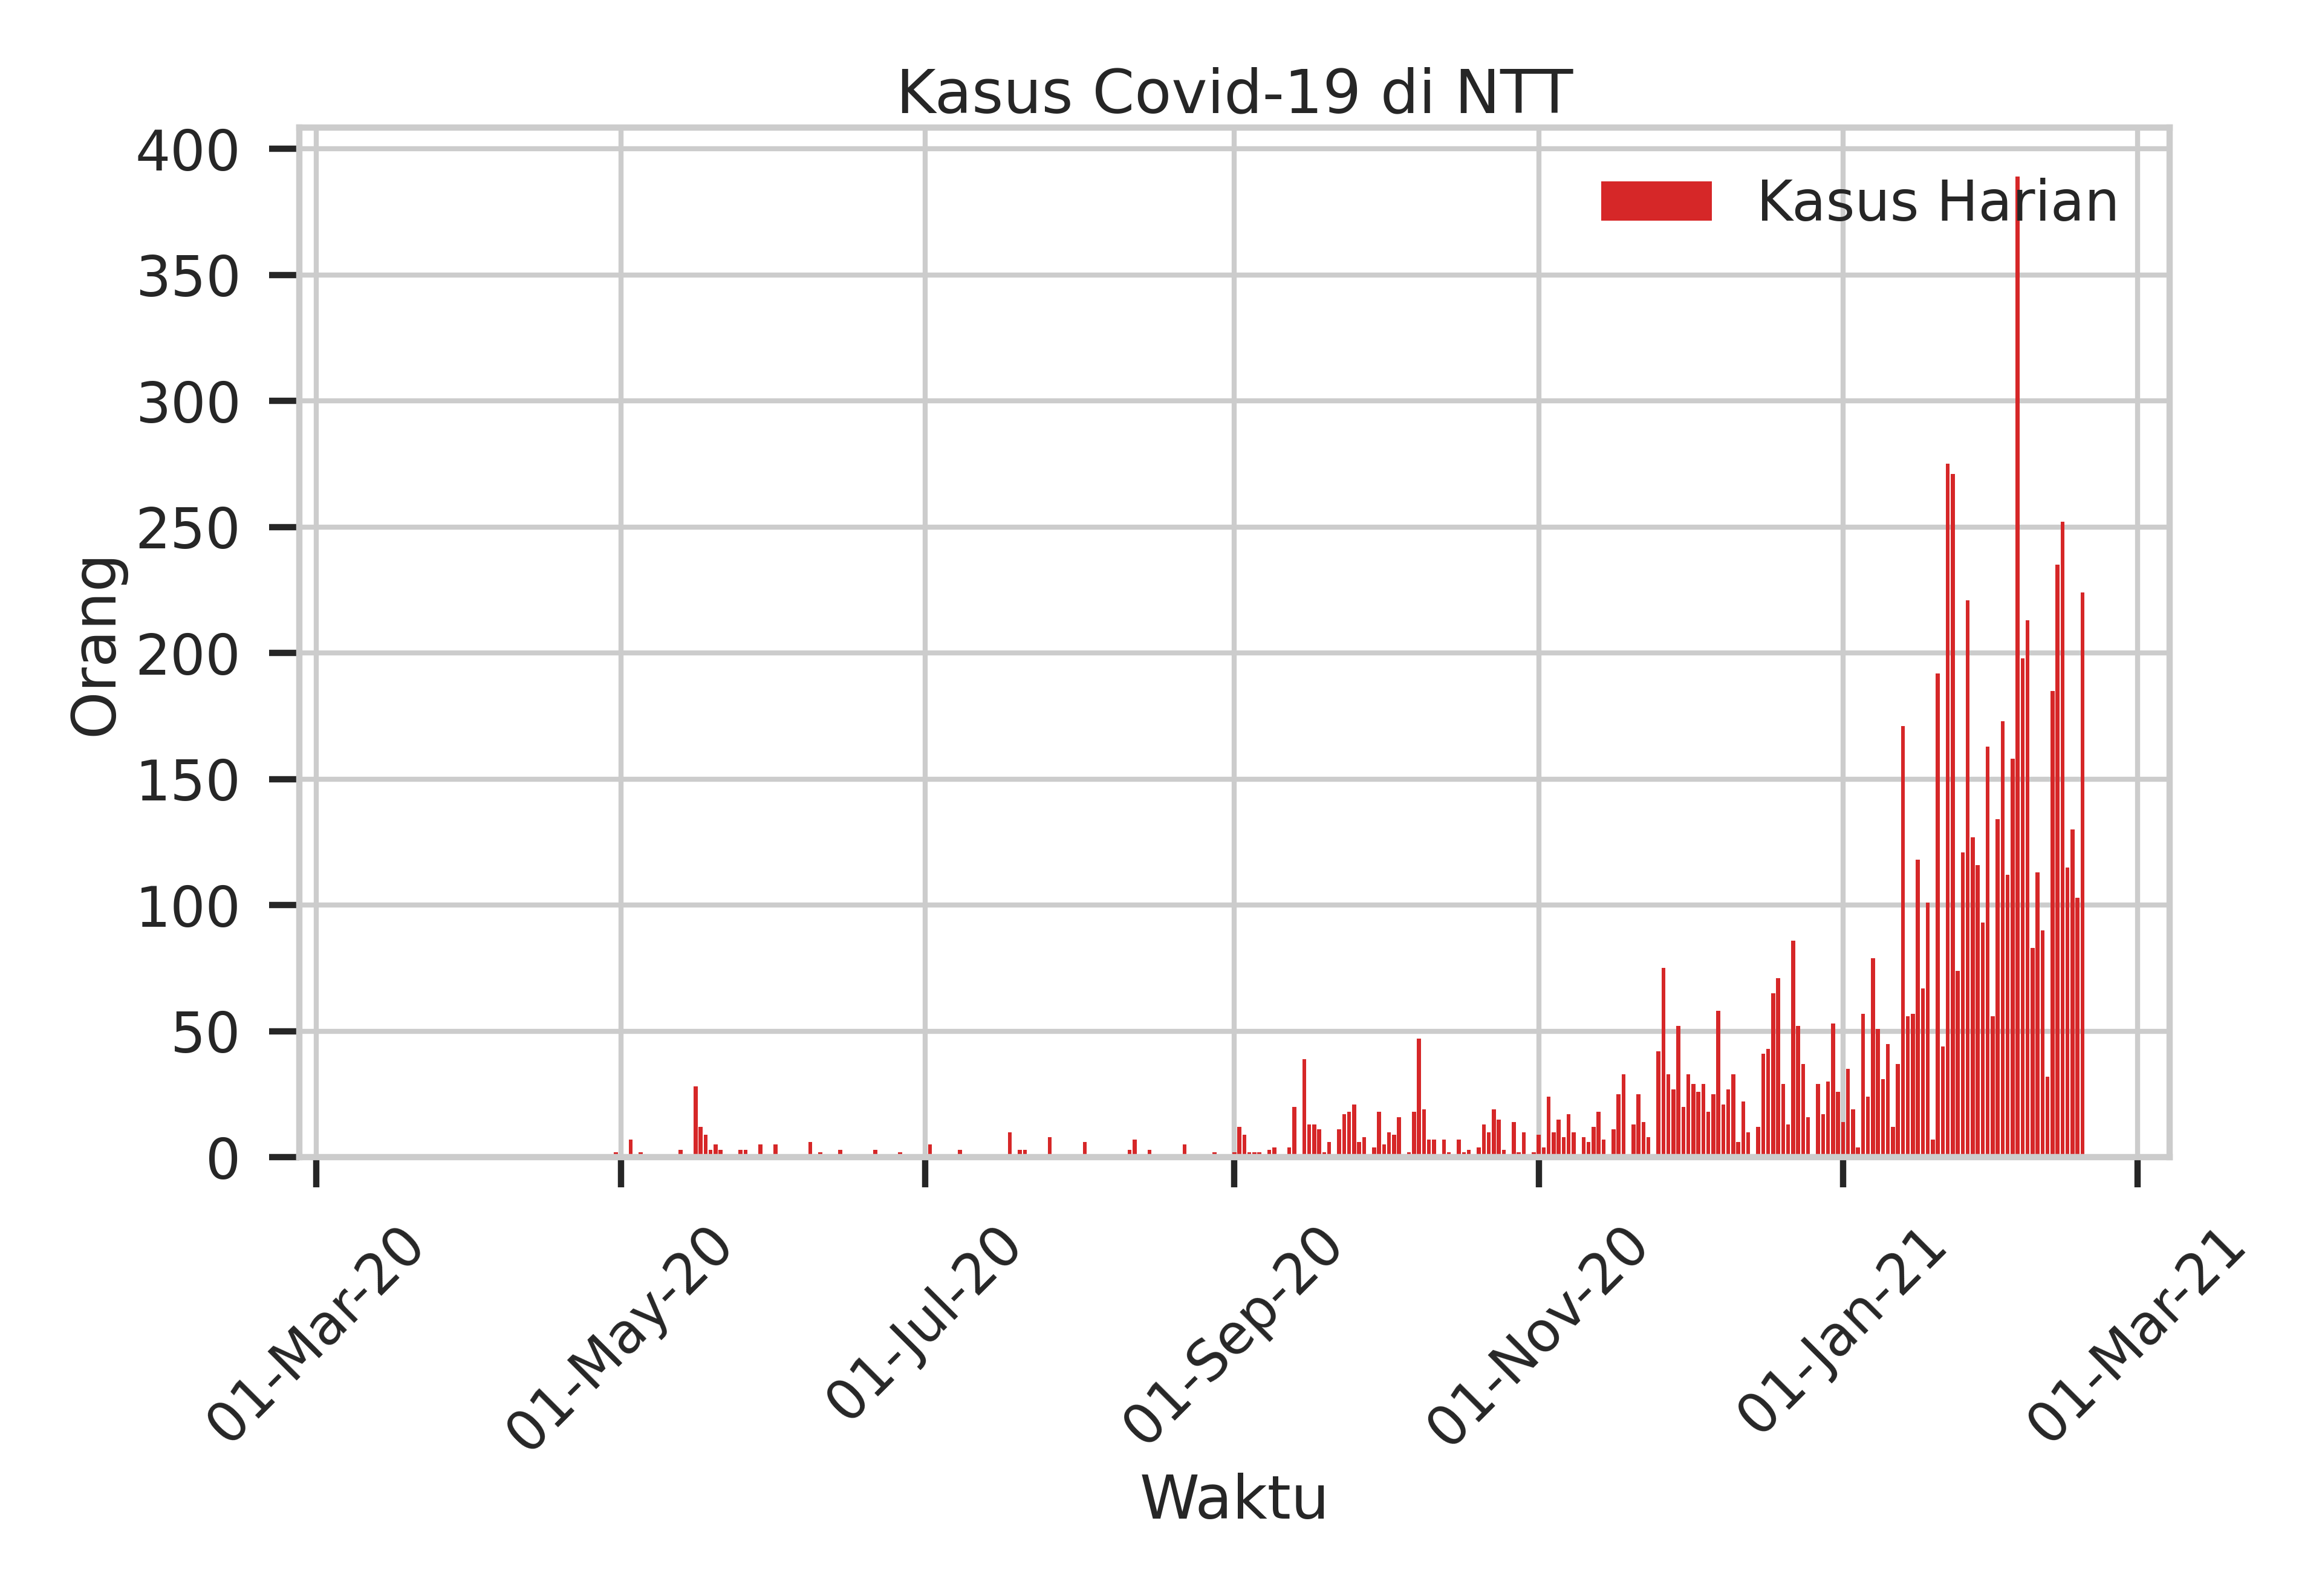 Kasus Covid-19 di NTT
Kasus Harian
400
350
300
250
200
150
100
50
0
Orang
01-Mar-20
01-May-20
01-Jul-20
01-Sep-20
01-Nov-20
01-Jan-21
01-Mar-21
Waktu